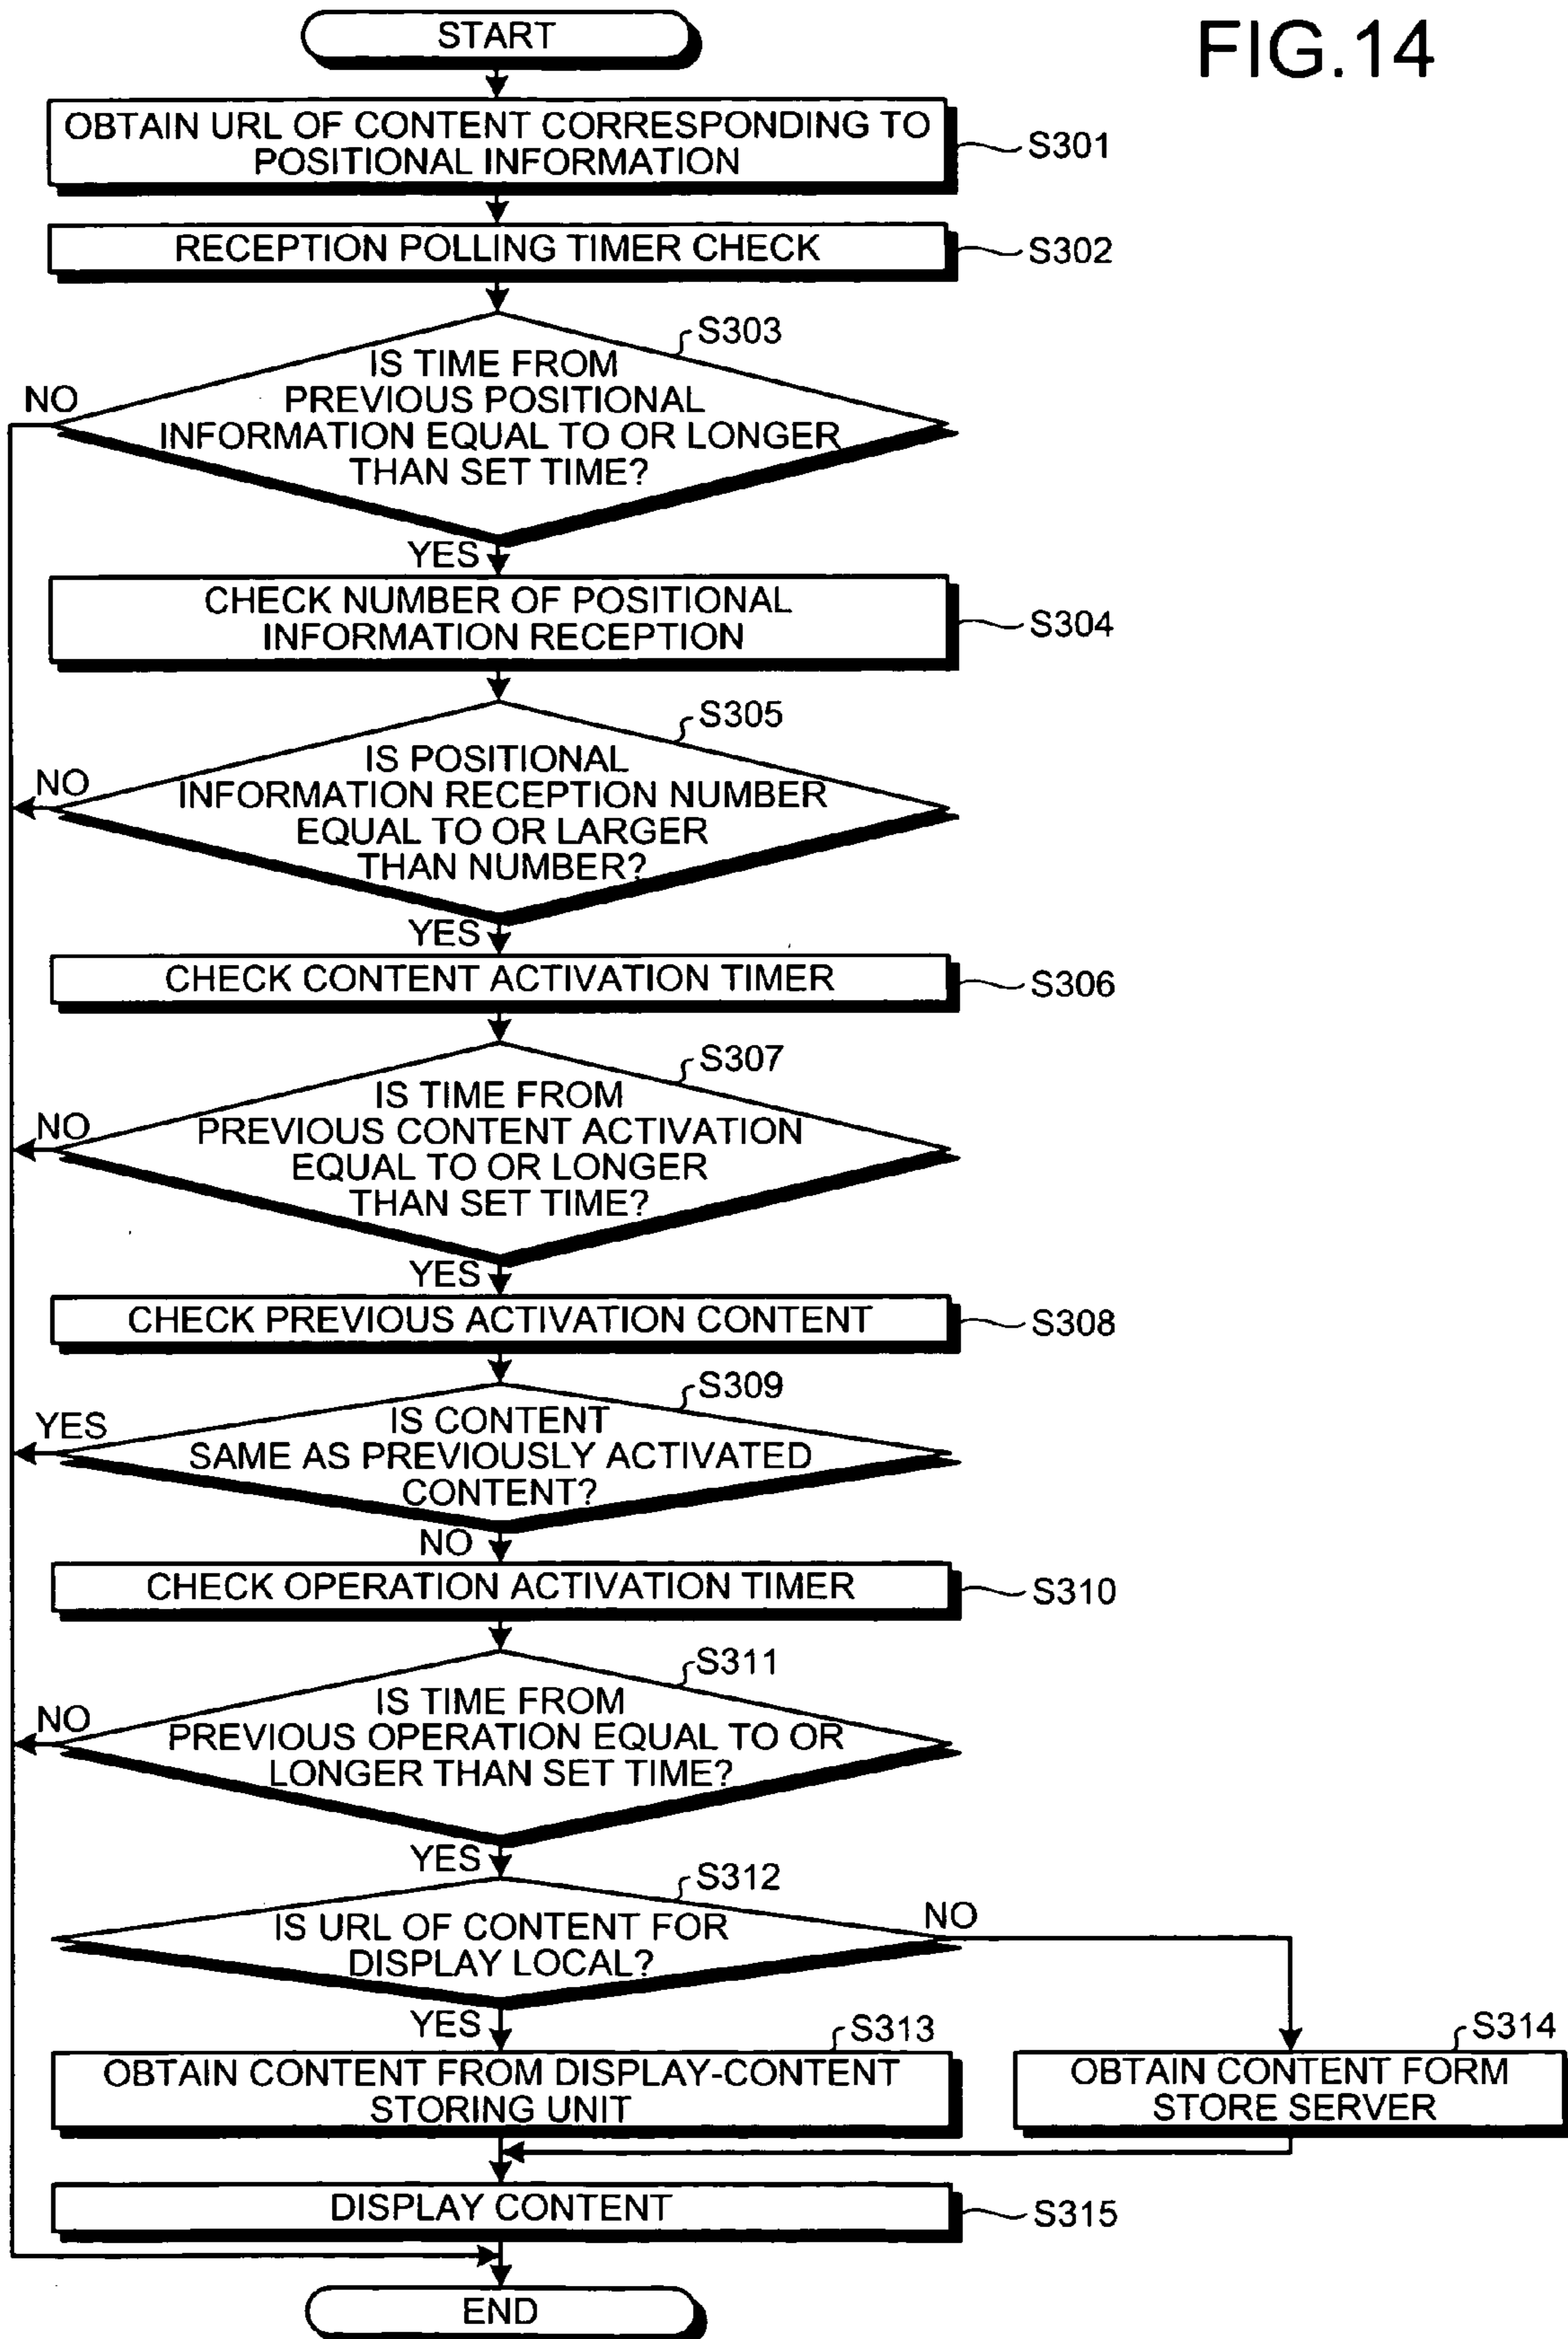 START
FIG.14
OBTAIN URL OF CONTENT CORRESPONDING TO
POSITIONAL INFORMATION
S301
RECEPTION POLLING TIMER CHECK
S302
S303
IS TIME FROM
PREVIOUS POSITIONAL
INFORMATION EQUAL TO OR LONGER
THAN SET TIME?
NO
YES
CHECK NUMBER OF POSITIONAL
INFORMATION RECEPTION
S304
S305
IS POSITIONAL
INFORMATION RECEPTION NUMBER
EQUAL TO OR LARGER
THAN NUMBER?
NO
YES
CHECK CONTENT ACTIVATION TIMER
S306
S307
IS TIME FROM
PREVIOUS CONTENT ACTIVATION
EQUAL TO OR LONGER
THAN SET TIME?
NO
YES
CHECK PREVIOUS ACTIVATION CONTENT
S308
S309
IS CONTENT
SAME AS PREVIOUSLY ACTIVATED
CONTENT?
YES
NO
CHECK OPERATION ACTIVATION TIMER
S310
S311
IS TIME FROM
PREVIOUS OPERATION EQUAL TO OR
LONGER THAN SET TIME?
NO
YES
S312
IS URL OF CONTENT FOR
DISPLAY LOCAL?
NO
YES
S313
OBTAIN CONTENT FROM DISPLAY-CONTENT
STORING UNIT
S314
OBTAIN CONTENT FORM
STORE SERVER
DISPLAY CONTENT
S315
END